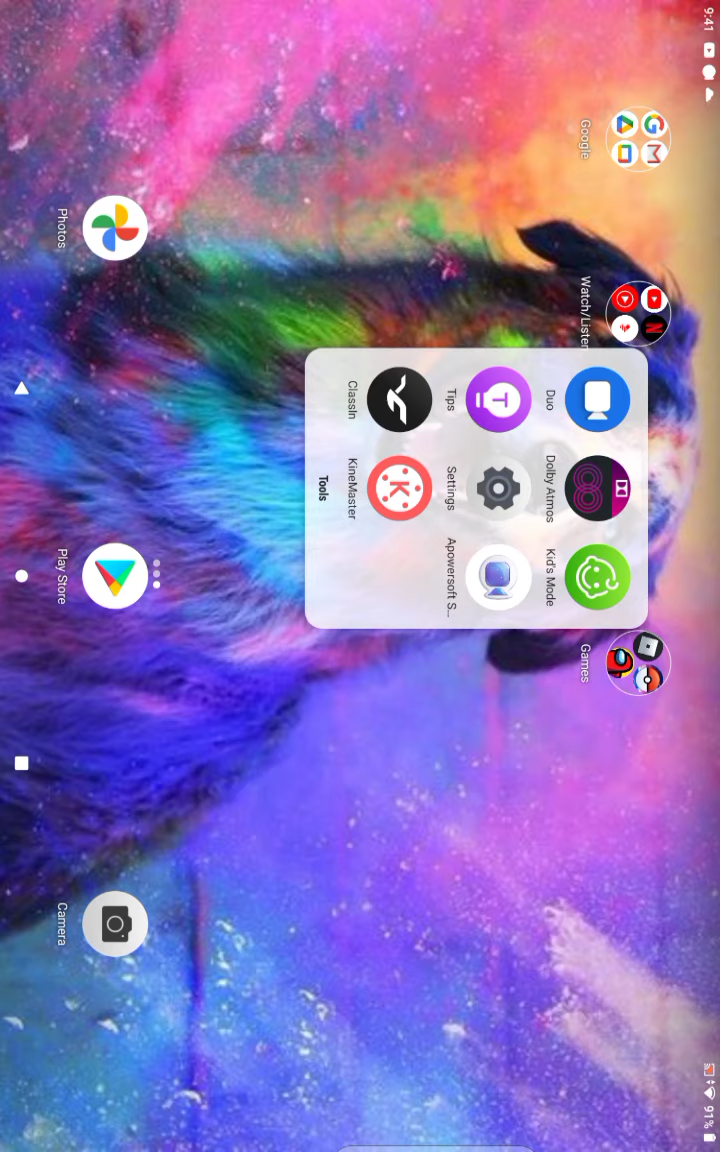 9:41
91%
Google
Watch/Listen
Games
Duo
Dolby Atmos
Kid's Mode
Tips
Settings
Apowersoft S...
ClassIn
KineMaster
Tools
Photos
Play Store
Camera